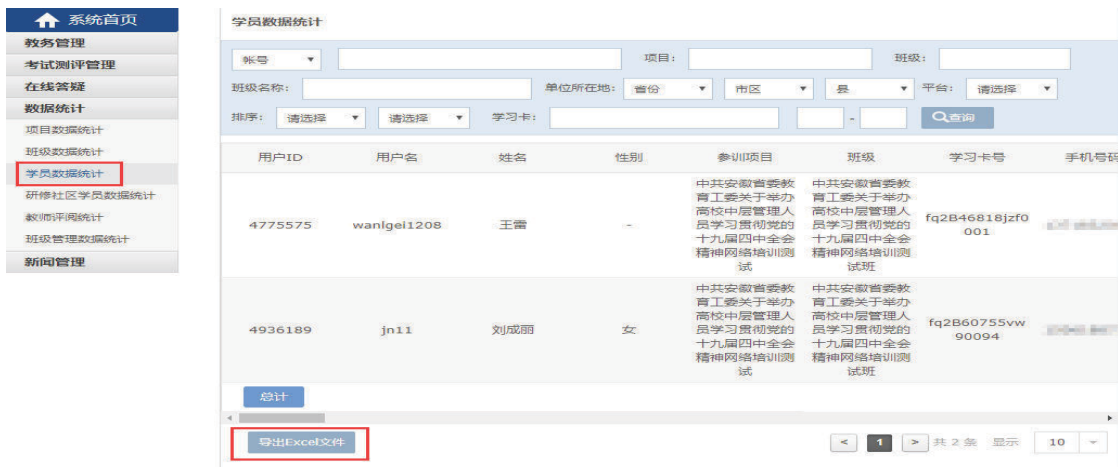 系统首页
教务管理
考试测评管理
在线答疑
数据统计
项目数据统计
班级数据统计
学员数据统计
研修社区学员数据统计
教师评阅统计
班级管理数据统计
新闻管理
学员数据统计
帐号 项目: 班级:
班级名称: 单位所在地: 省份 市区 县 平台: 请选择
排序: 请选择 请选择 学习卡: - 查询
用户ID 用户名 姓名 性别 参训项目 班级 学习卡号 手机号码
中共安徽省委教 中共安徽省委教
育工委关于举办 育工委关于举办
高校中层管理人 高校中层管理人
4775575 wanlgei1208 王雷 - 员学习贯彻党的 员学习贯彻党的 fq2B46818jzf0
十九届四中全会 十九届四中全会 001
精神网络培训测 精神网络培训测
试 试班
中共安徽省委教 中共安徽省委教
育工委关于举办 育工委关于举办
高校中层管理人 高校中层管理人
4936189 jn11 刘成丽 女 员学习贯彻党的 员学习贯彻党的 fq2B60755vw
十九届四中全会 十九届四中全会 90094
精神网络培训测 精神网络培训测
试 试班
总计
导出Excel文件 < 1 > 共 2 条 显示 10